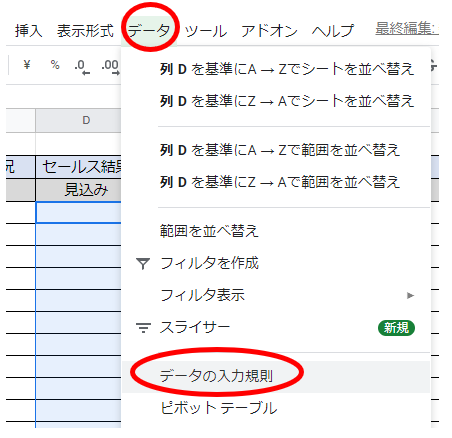 挿入 表示形式 データ ツール アドオン ヘルプ 最終編集:
¥ % .0 .00
列 D を基準にA → Zでシートを並べ替え
列 D を基準にZ → Aでシートを並べ替え
D
列 D を基準にA → Zで範囲を並べ替え
列 D を基準にZ → Aで範囲を並べ替え
況 セールス結果
見込み
範囲を並べ替え
フィルタを作成
フィルタ表示
スライサー 新規
データの入力規則
ピボット テーブル